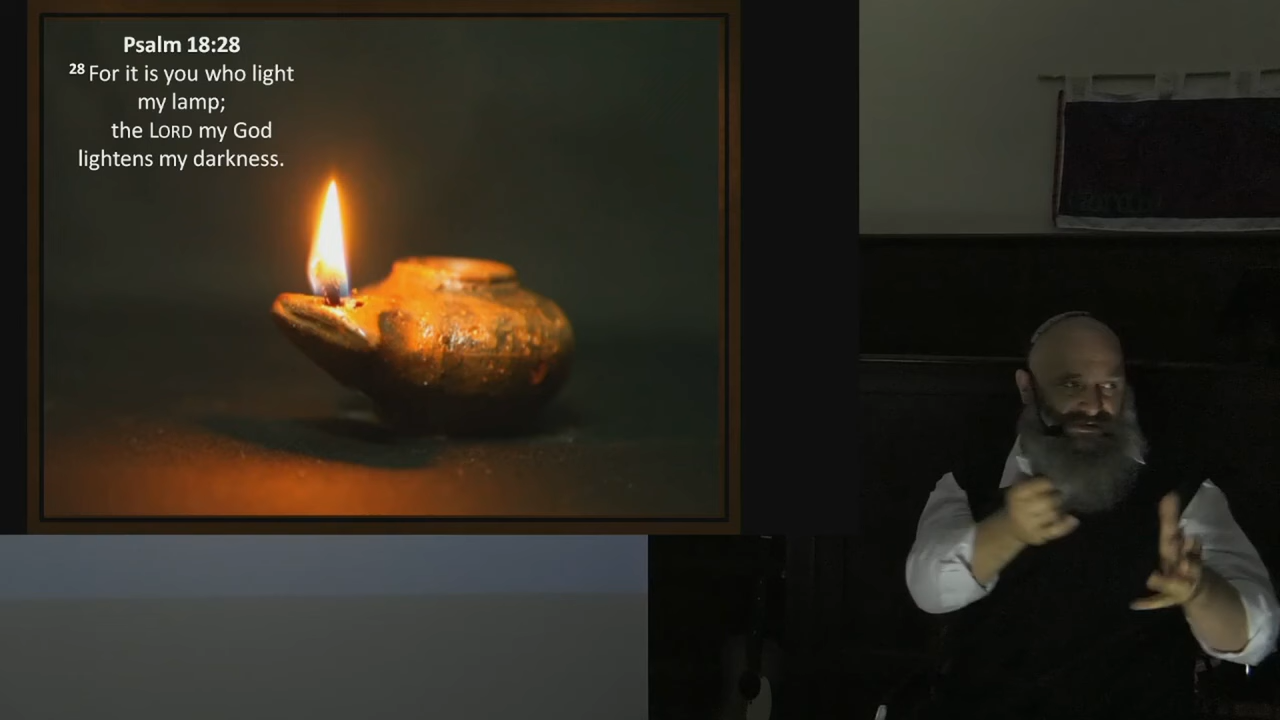 Psalm 18:28
28 For it is you who light
my lamp;
the LORD my God
lightens my darkness.